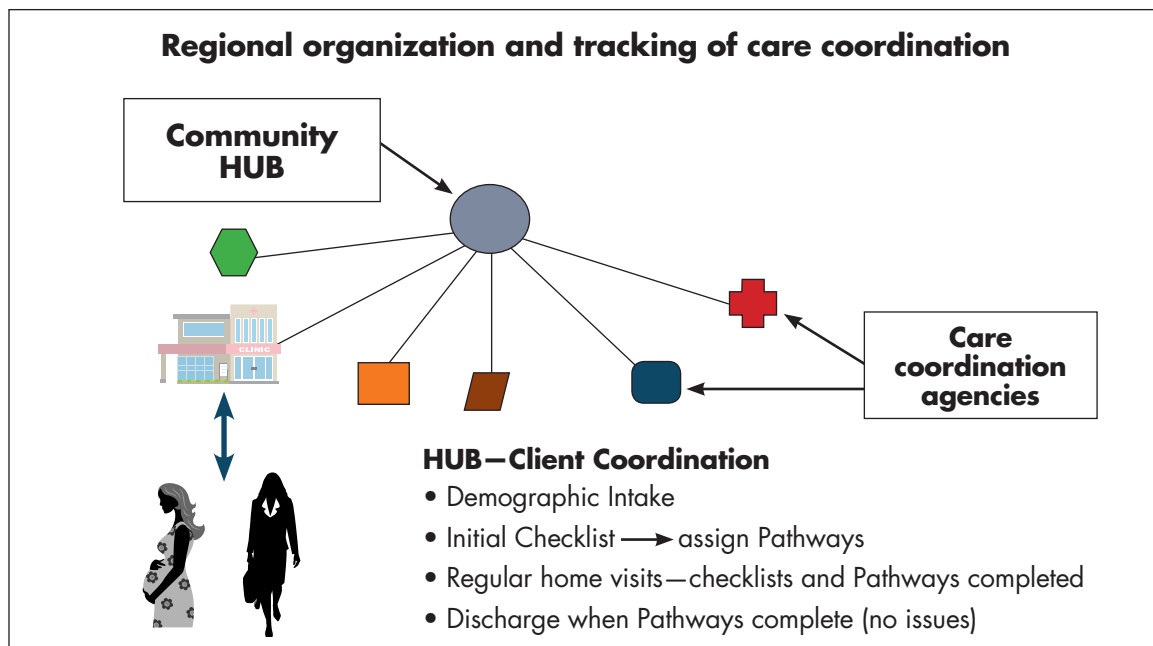 Regional organization and tracking of care coordination
Community
HUB
CLINIC
Care
coordination
agencies
HUB—Client Coordination
• Demographic Intake
• Initial Checklist ⟶ assign Pathways
• Regular home visits—checklists and Pathways completed
• Discharge when Pathways complete (no issues)